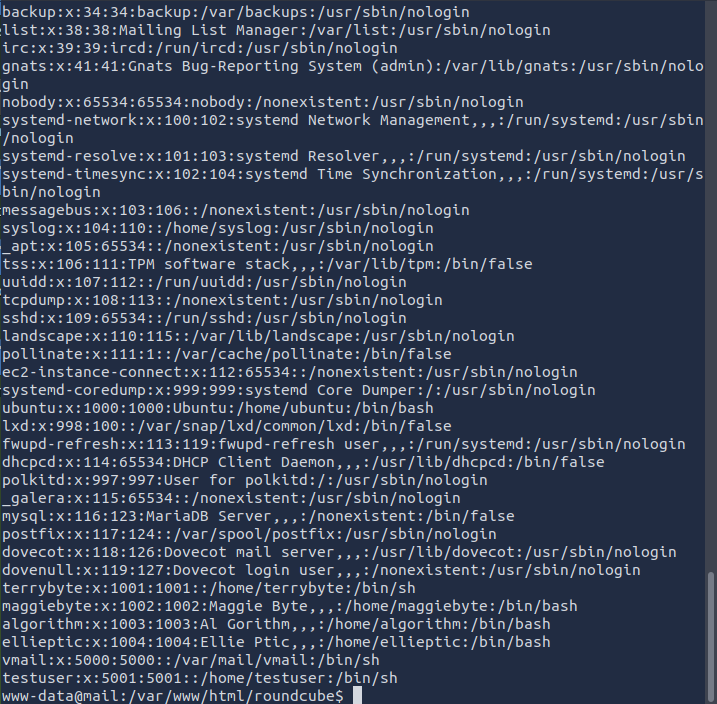 backup:x:34:34:backup:/var/backups:/usr/sbin/nologin
list:x:38:38:Mailing List Manager:/var/list:/usr/sbin/nologin
irc:x:39:39:ircd:/run/ircd:/usr/sbin/nologin
gnats:x:41:41:Gnats Bug-Reporting System (admin):/var/lib/gnats:/usr/sbin/nolo
gin
nobody:x:65534:65534:nobody:/nonexistent:/usr/sbin/nologin
systemd-network:x:100:102:systemd Network Management,,,:/run/systemd:/usr/sbin
/nologin
systemd-resolve:x:101:103:systemd Resolver,,,:/run/systemd:/usr/sbin/nologin
systemd-timesync:x:102:104:systemd Time Synchronization,,,:/run/systemd:/usr/s
bin/nologin
messagebus:x:103:106::/nonexistent:/usr/sbin/nologin
syslog:x:104:110::/home/syslog:/usr/sbin/nologin
_apt:x:105:65534::/nonexistent:/usr/sbin/nologin
tss:x:106:111:TPM software stack,,,:/var/lib/tpm:/bin/false
uuidd:x:107:112::/run/uuidd:/usr/sbin/nologin
tcpdump:x:108:113::/nonexistent:/usr/sbin/nologin
sshd:x:109:65534::/run/sshd:/usr/sbin/nologin
landscape:x:110:115::/var/lib/landscape:/usr/sbin/nologin
pollinate:x:111:1::/var/cache/pollinate:/bin/false
ec2-instance-connect:x:112:65534::/nonexistent:/usr/sbin/nologin
systemd-coredump:x:999:999:systemd Core Dumper:/:/usr/sbin/nologin
ubuntu:x:1000:1000:Ubuntu:/home/ubuntu:/bin/bash
lxd:x:998:100::/var/snap/lxd/common/lxd:/bin/false
fwupd-refresh:x:113:119:fwupd-refresh user,,,:/run/systemd:/usr/sbin/nologin
dhcpcd:x:114:65534:DHCP Client Daemon,,,:/usr/lib/dhcpcd:/bin/false
polkitd:x:997:997:User for polkitd:/:/usr/sbin/nologin
_galera:x:115:65534::/nonexistent:/usr/sbin/nologin
mysql:x:116:123:MariaDB Server,,,:/nonexistent:/bin/false
postfix:x:117:124::/var/spool/postfix:/usr/sbin/nologin
dovecot:x:118:126:Dovecot mail server,,,:/usr/lib/dovecot:/usr/sbin/nologin
dovenull:x:119:127:Dovecot login user,,,:/nonexistent:/usr/sbin/nologin
terrybyte:x:1001:1001::/home/terrybyte:/bin/sh
maggiebyte:x:1002:1002:Maggie Byte,,,:/home/maggiebyte:/bin/bash
algorithm:x:1003:1003:Al Gorithm,,,:/home/algorithm:/bin/bash
ellieptic:x:1004:1004:Ellie Ptic,,,:/home/ellieptic:/bin/bash
vmail:x:5000:5000::/var/mail/vmail:/bin/sh
testuser:x:5001:5001::/home/testuser:/bin/sh
www-data@mail:/var/www/html/roundcube$